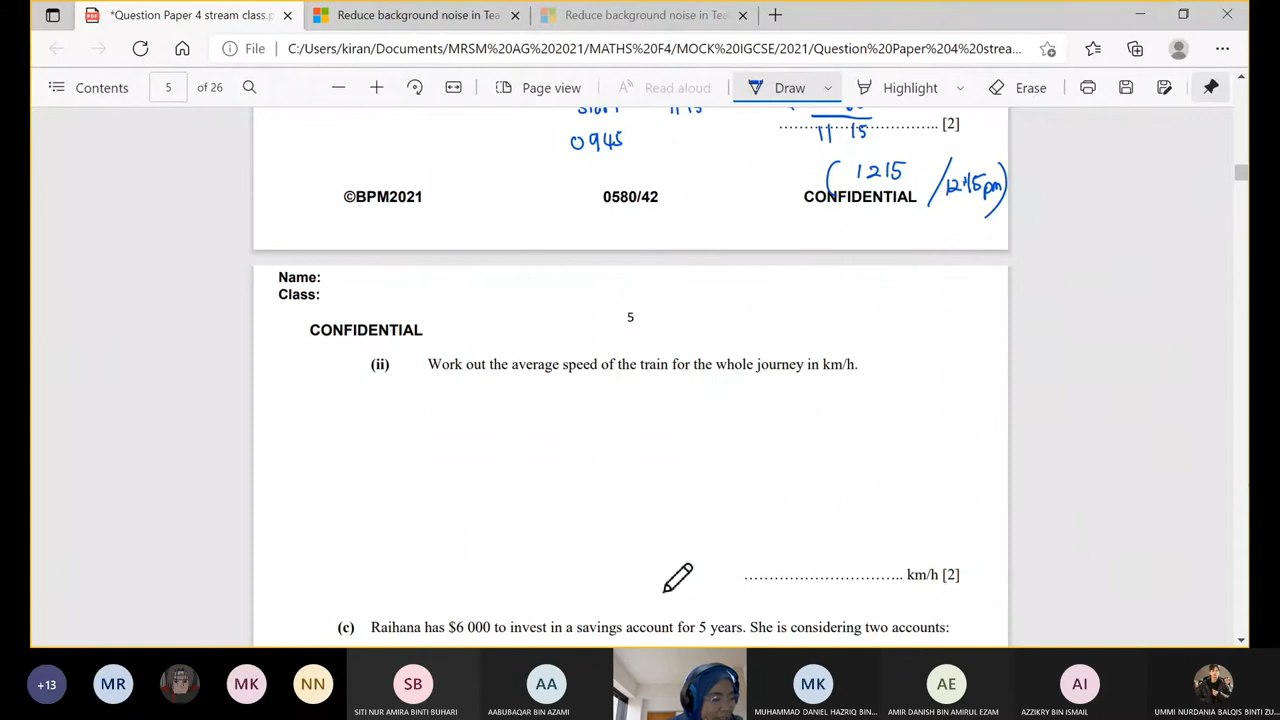 *Question Paper 4 stream class.p
Reduce background noise in Tea
Reduce background noise in Tea
File
C:/Users/kiran/Documents/MRSM%20AG%202021/MATHS%20F4/MOCK%20IGCSE/2021/Question%20Paper%204%20strea...
Contents
5
of 26
Page view
Read aloud
Draw
Highlight
Erase
11 15
0945
11 15
[2]
( 1215 / 12.15pm)
©BPM2021
0580/42
CONFIDENTIAL
Name:
Class:
5
CONFIDENTIAL
(ii) Work out the average speed of the train for the whole journey in km/h.
.................................. km/h [2]
(c) Raihana has $6 000 to invest in a savings account for 5 years. She is considering two accounts:
+13
MR
MK
NN
SB
AA
MK
AE
AI
SITI NUR AMIRA BINTI BUHARI
AABUBAQAR BIN AZAMI
MUHAMMAD DANIEL HAZRIQ BIN...
AMIR DANISH BIN AMIRUL EZAM
AZZIKRY BIN ISMAIL
UMMI NURDANIA BALQIS BINTI ZU...